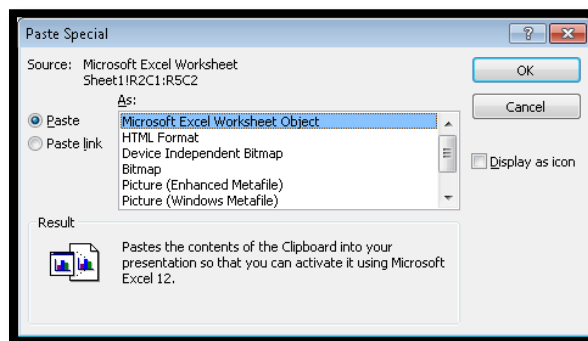 Paste Special
Source: Microsoft Excel Worksheet
Sheet1!R2C1:R5C2
As:
Paste
Paste link
Microsoft Excel Worksheet Object
HTML Format
Device Independent Bitmap
Bitmap
Picture (Enhanced Metafile)
Picture (Windows Metafile)
OK
Cancel
Display as icon
Result
Pastes the contents of the Clipboard into your
presentation so that you can activate it using Microsoft
Excel 12.